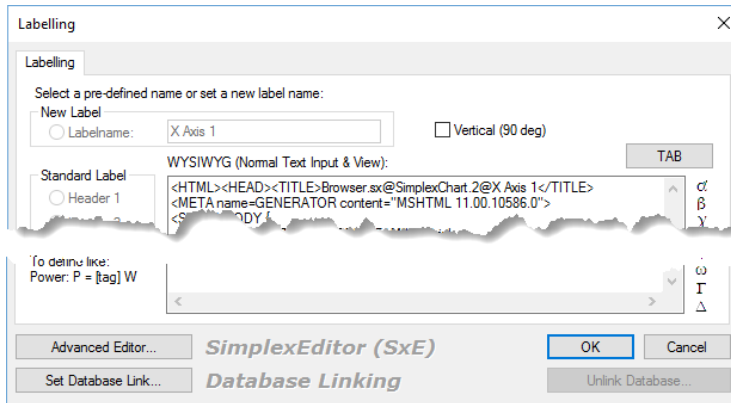 Labelling
Labelling
Select a pre-defined name or set a new label name:
New Label
Labelname:
X Axis 1
Vertical (90 deg)
TAB
WYSIWYG (Normal Text Input & View):
Standard Label
Header 1
<HTML><HEAD><TITLE>Browser.sx@SimplexChart.2@X Axis 1</TITLE>
<META name=GENERATOR content="MSHTML 11.00.10586.0">
α
β
γ
To define like:
Power: P = [tag] W
ω
Γ
Δ
Advanced Editor...
SimplexEditor (SxE)
OK
Cancel
Set Database Link...
Database Linking
Unlink Database...